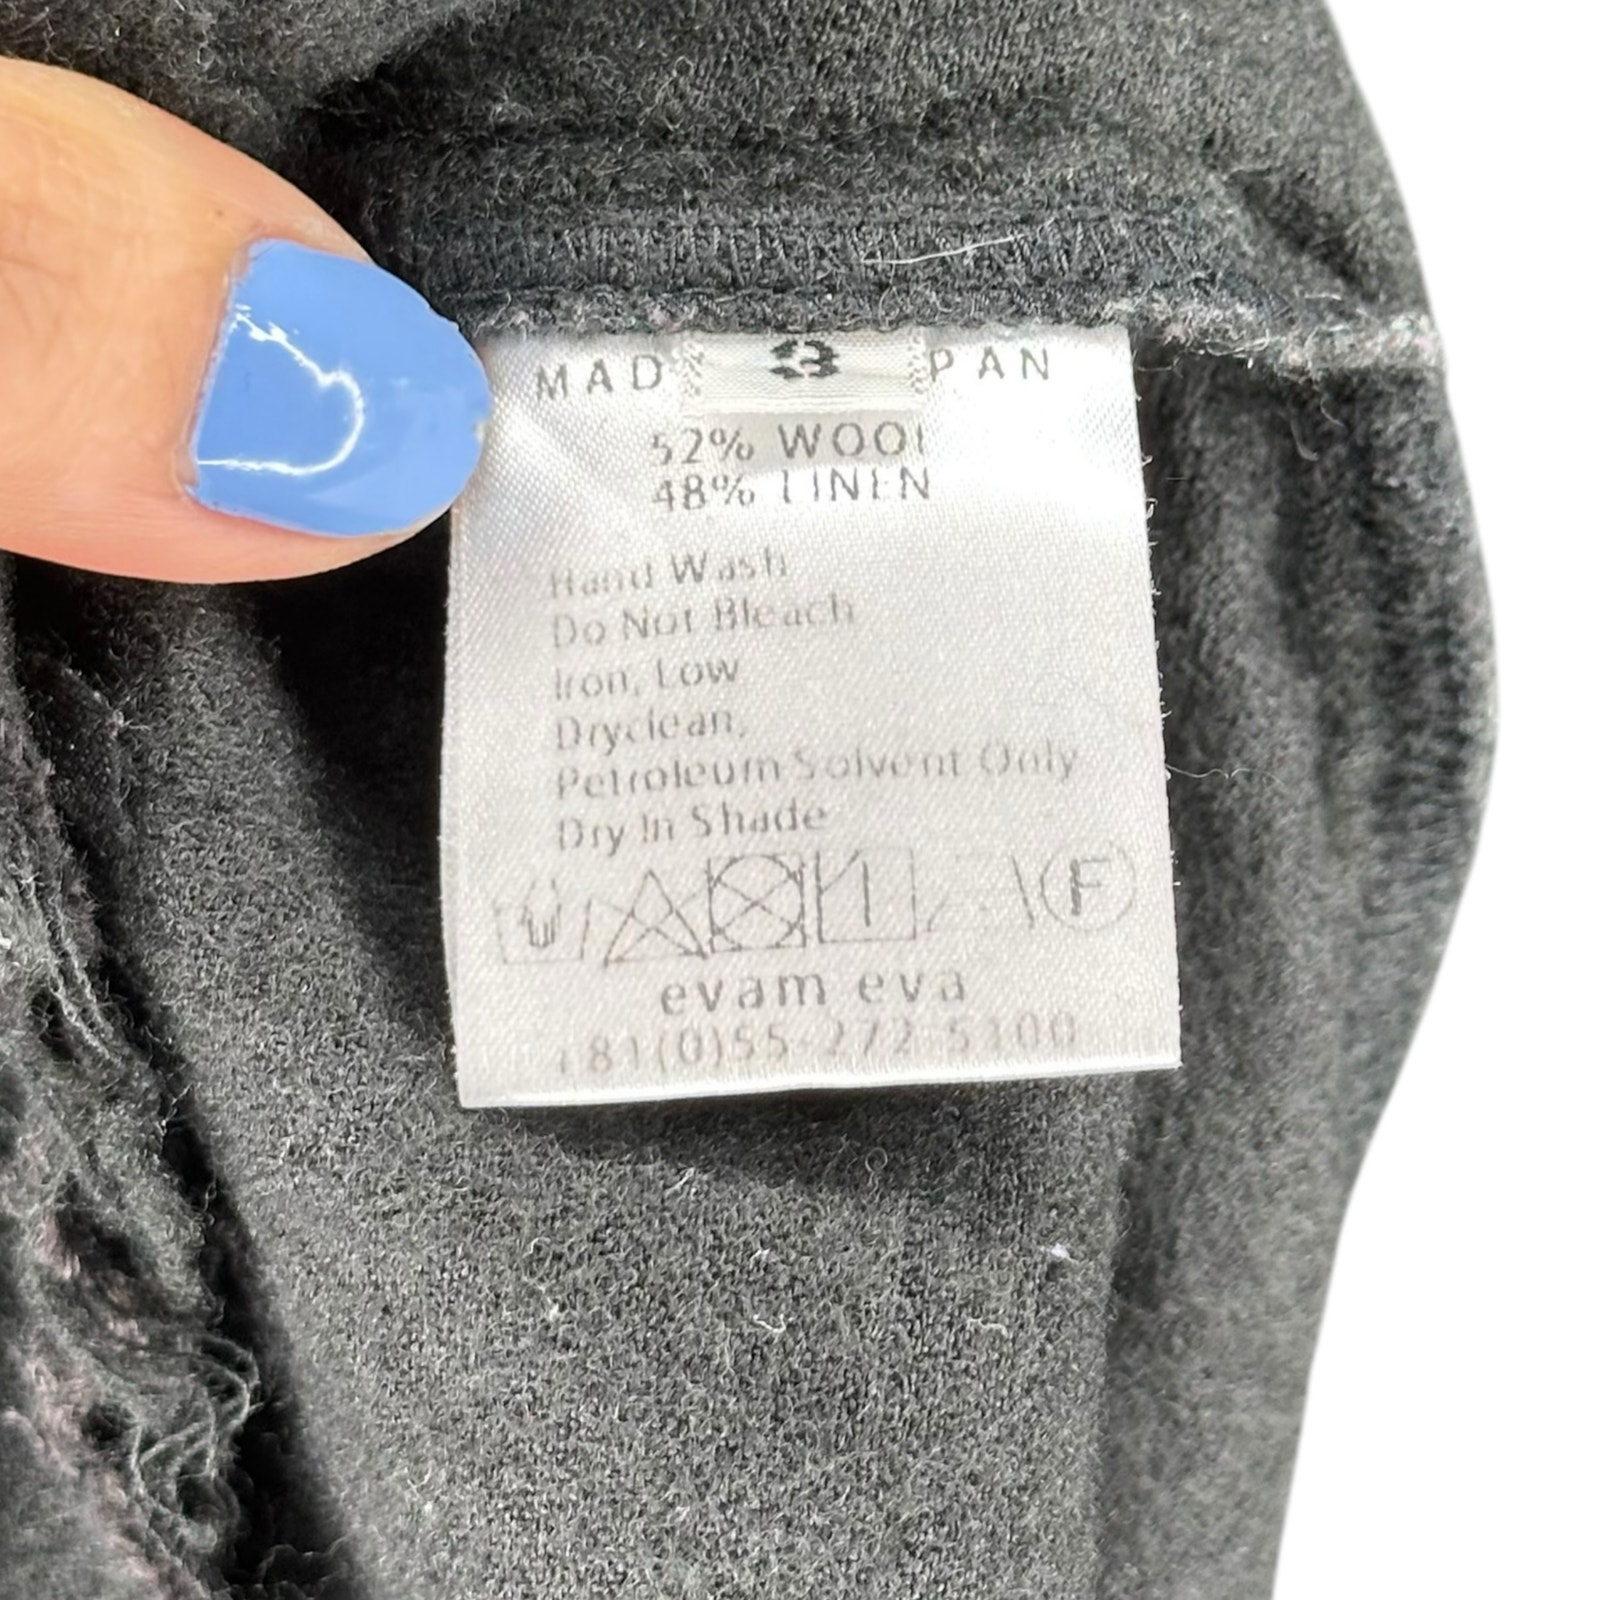 MAD 3 PAN
52% WOOL
48% LINEN
Hand Wash
Do Not Bleach
Iron, Low
Dryclean,
Petroleum Solvent Only
Dry In Shade
F
evam eva
+81(0)55-272-5100